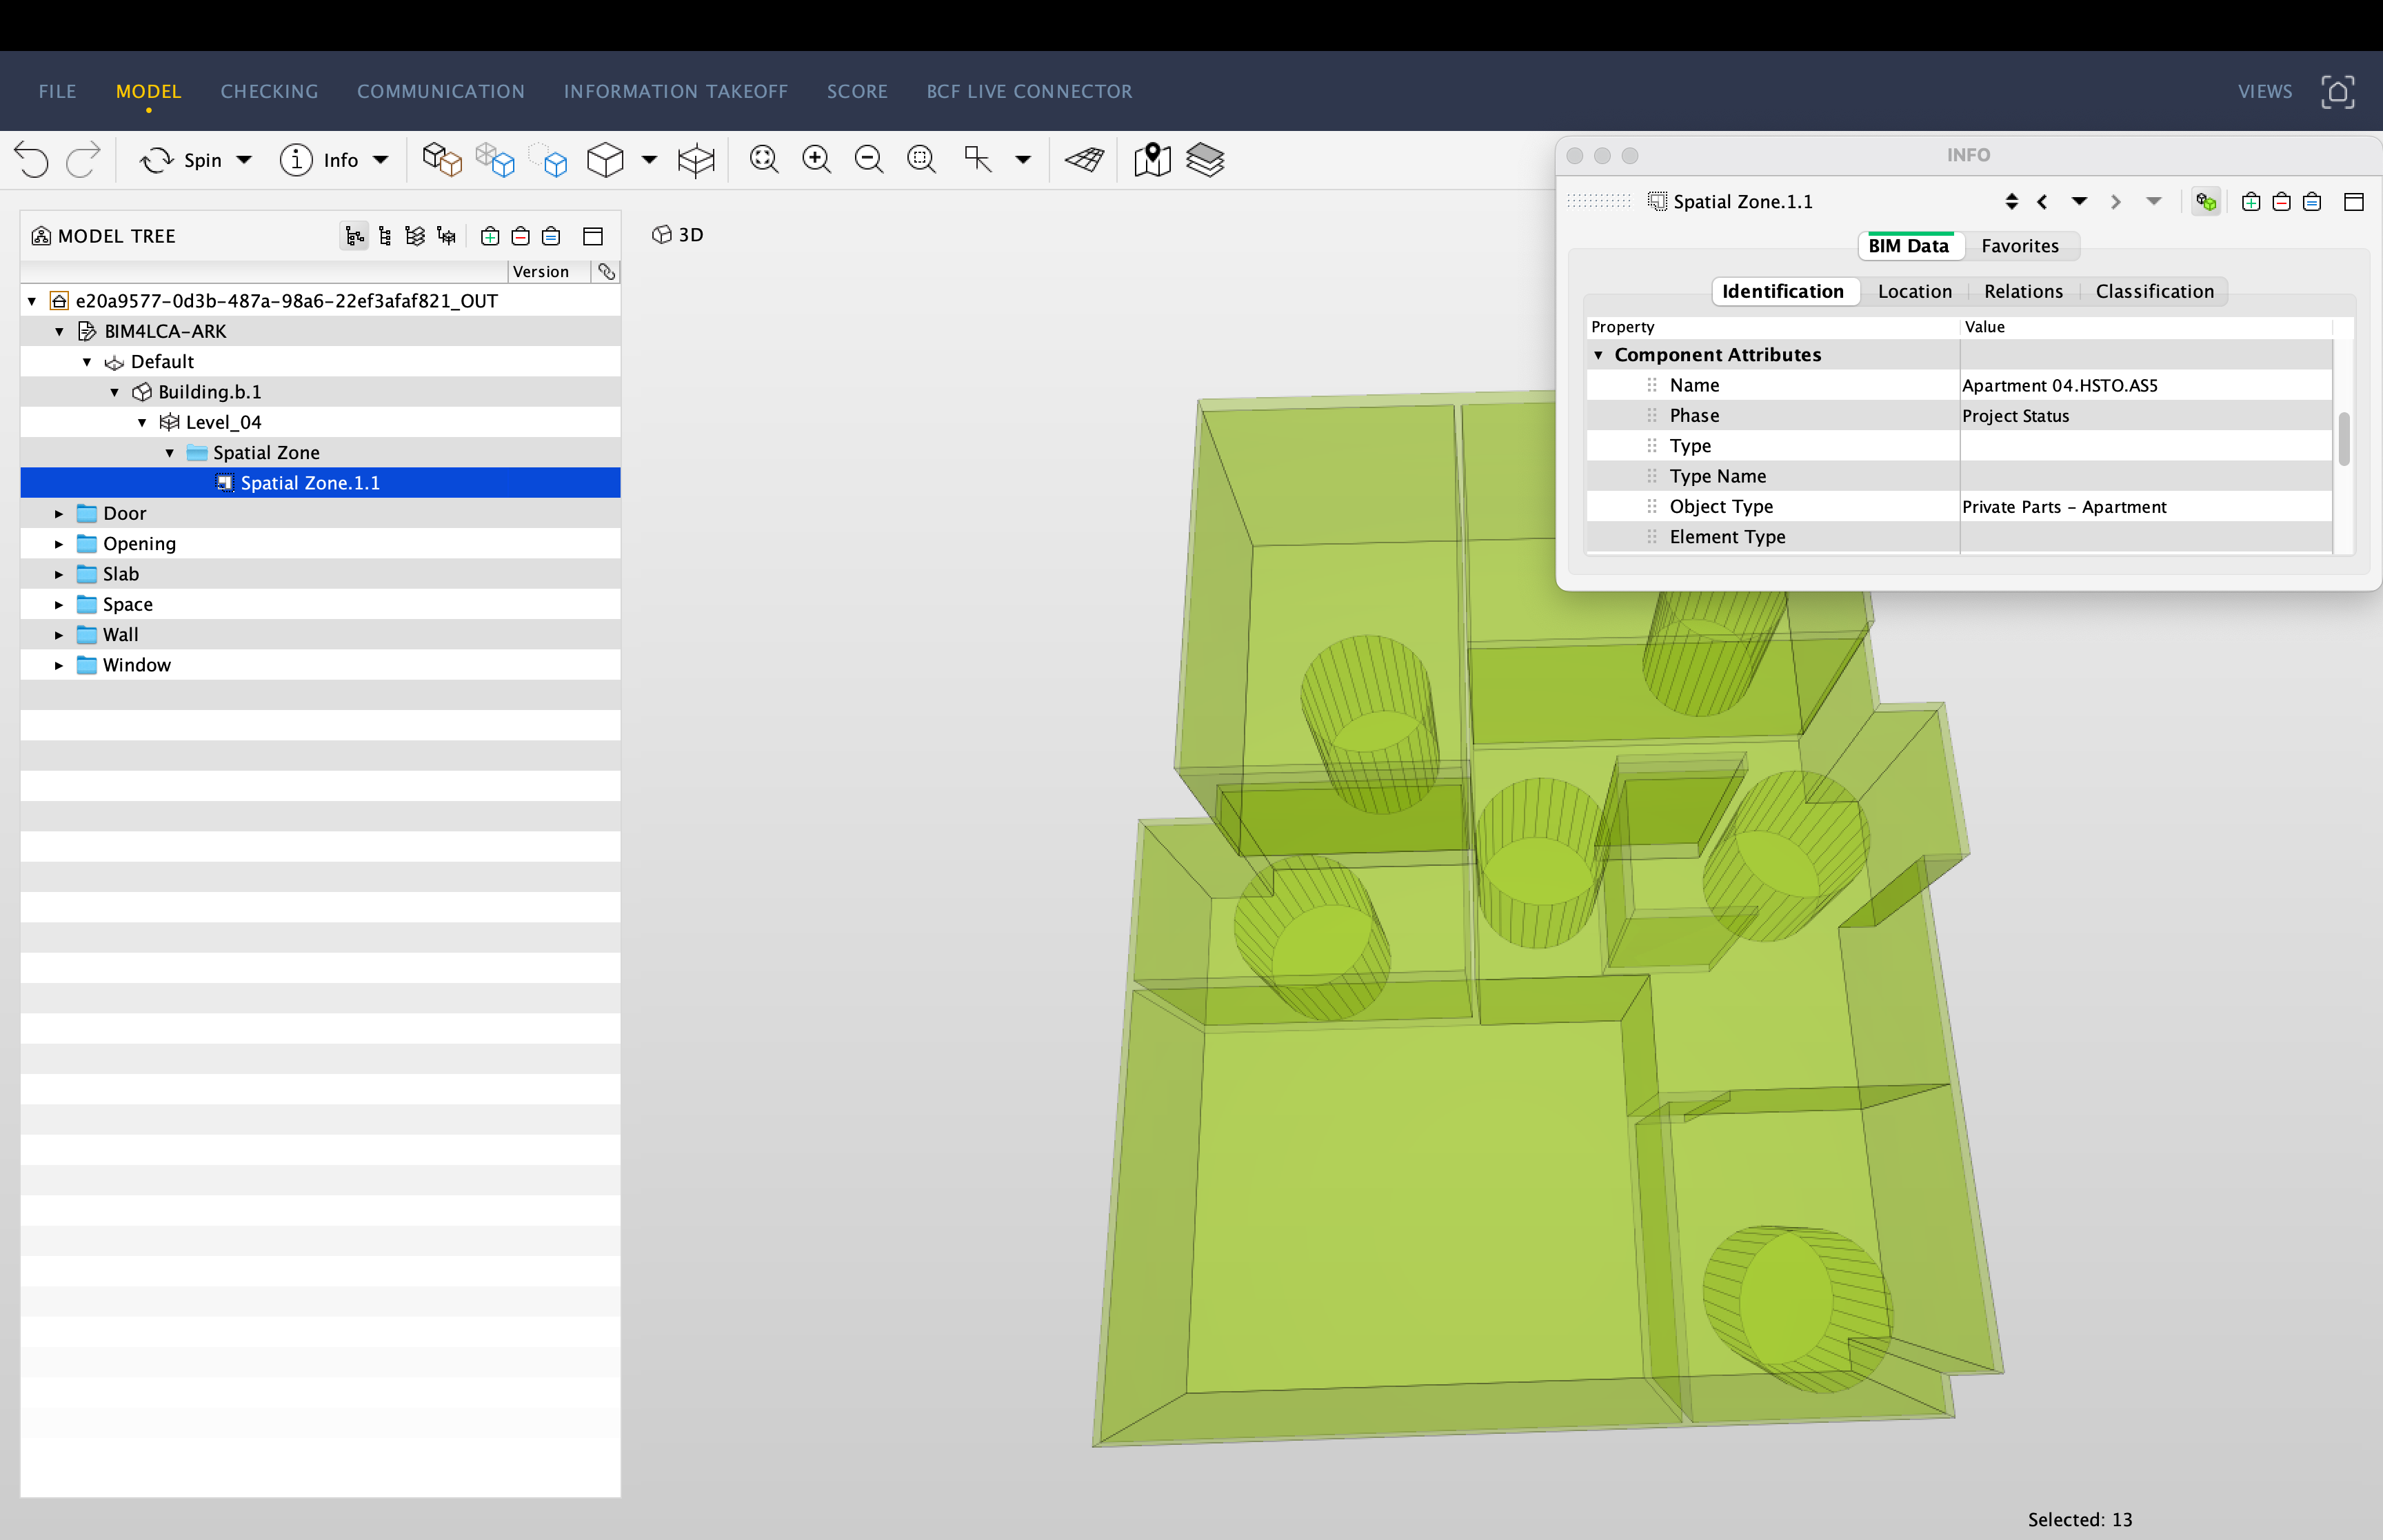 FILE MODEL CHECKING COMMUNICATION INFORMATION TAKEOFF SCORE BCF LIVE CONNECTOR VIEWS
Spin Info
MODEL TREE
Version
e20a9577-0d3b-487a-98a6-22ef3afaf821_OUT
BIM4LCA-ARK
Default
Building.b.1
Level_04
Spatial Zone
Spatial Zone.1.1
Door
Opening
Slab
Space
Wall
Window
3D
INFO
Spatial Zone.1.1
BIM Data Favorites
Identification Location Relations Classification
Property Value
Component Attributes
Name Apartment 04.HSTO.AS5
Phase Project Status
Type
Type Name
Object Type Private Parts - Apartment
Element Type
Selected: 13